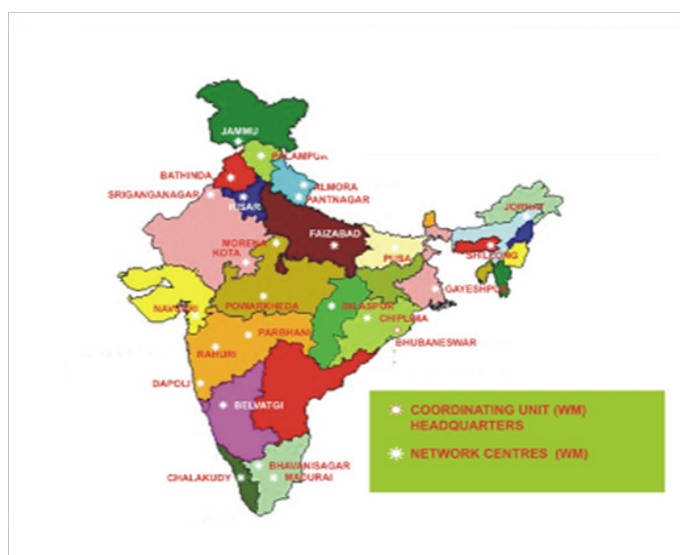 JAMMU
PALAMPUR
BATHINDA
ALMORA
SRIGANGANAGAR
PANTNAGAR
HISAR
JORHAT
FAIZABAD
MORENA
SHILLONG
KOTA
PUSA
GAYESHPUR
POWARKHEDA
BILASPUR
NAVSARI
CHIPLIMA
PARBHANI
BHUBANESWAR
RAHURI
DAPOLI
BELVATGI
COORDINATING UNIT (WM)
HEADQUARTERS
NETWORK CENTRES (WM)
BHAVANISAGAR
CHALAKUDY
MADURAI